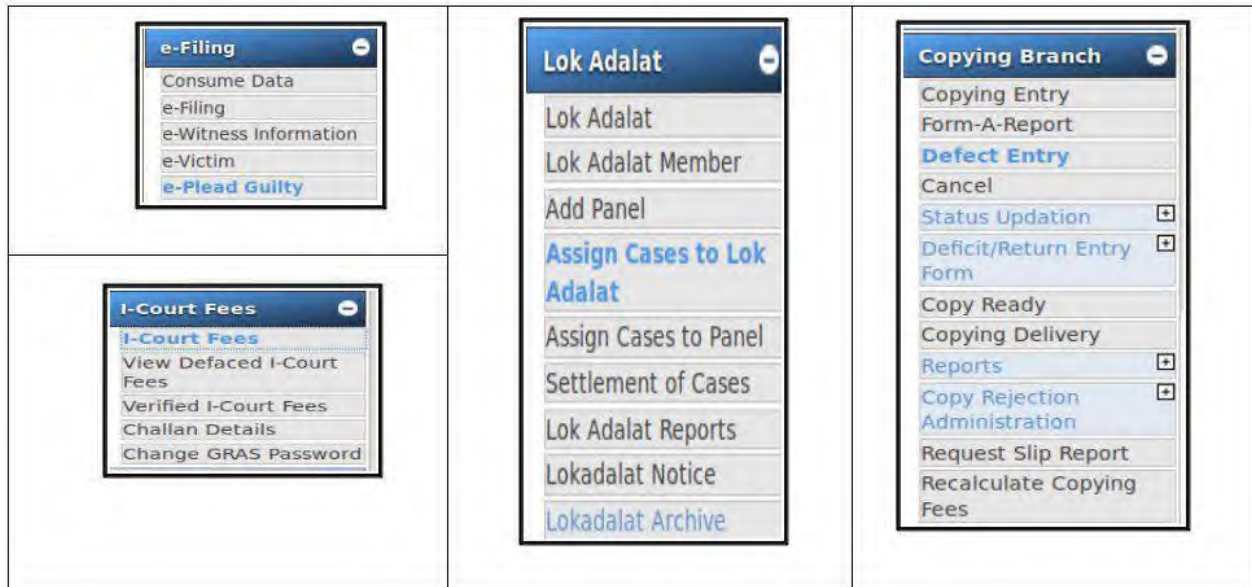 e-Filing
Consume Data
e-Filing
e-Witness Information
e-Victim
e-Plead Guilty
I-Court Fees
I-Court Fees
View Defaced I-Court
Fees
Verified I-Court Fees
Challan Details
Change GRAS Password
Lok Adalat
Lok Adalat
Lok Adalat Member
Add Panel
Assign Cases to Lok
Adalat
Assign Cases to Panel
Settlement of Cases
Lok Adalat Reports
Lokadalat Notice
Lokadalat Archive
Copying Branch
Copying Entry
Form-A-Report
Defect Entry
Cancel
Status Updation
Deficit/Return Entry
Form
Copy Ready
Copying Delivery
Reports
Copy Rejection
Administration
Request Slip Report
Recalculate Copying
Fees